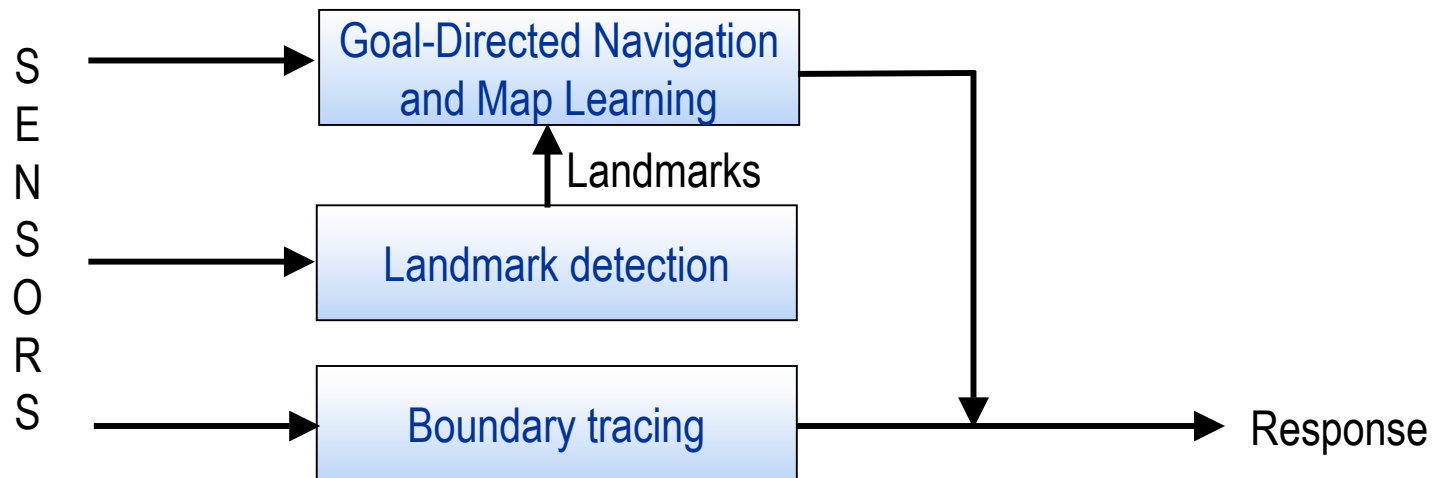 S
E
N
S
O
R
S
Goal-Directed Navigation
and Map Learning
Landmarks
Landmark detection
Boundary tracing
Response